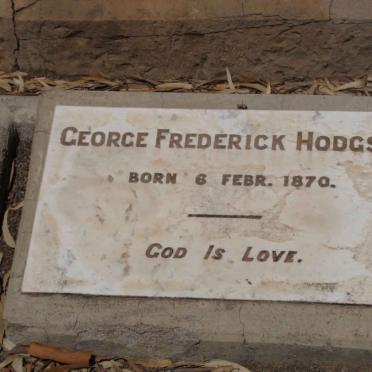 GEORGE FREDERICK HODGS
BORN 6 FEBR. 1870.
GOD IS LOVE.